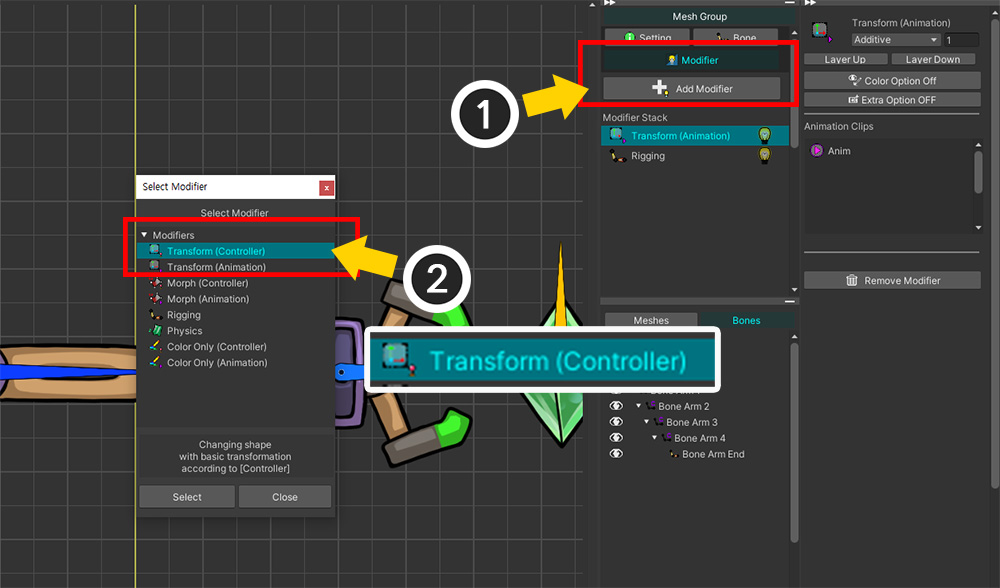 Mesh Group
Setting
Bone
Modifier
Add Modifier
Modifier Stack
Transform (Animation)
Rigging
Transform (Animation)
Additive
1
Layer Up
Layer Down
Color Option Off
Extra Option OFF
Animation Clips
Anim
Remove Modifier
1
Select Modifier
x
Select Modifier
Modifiers
Transform (Controller)
Transform (Animation)
Morph (Controller)
Morph (Animation)
Rigging
Physics
Color Only (Controller)
Color Only (Animation)
Changing shape
with basic transformation
according to [Controller]
Select
Close
2
Transform (Controller)
Meshes
Bones
Bone Arm 2
Bone Arm 3
Bone Arm 4
Bone Arm End